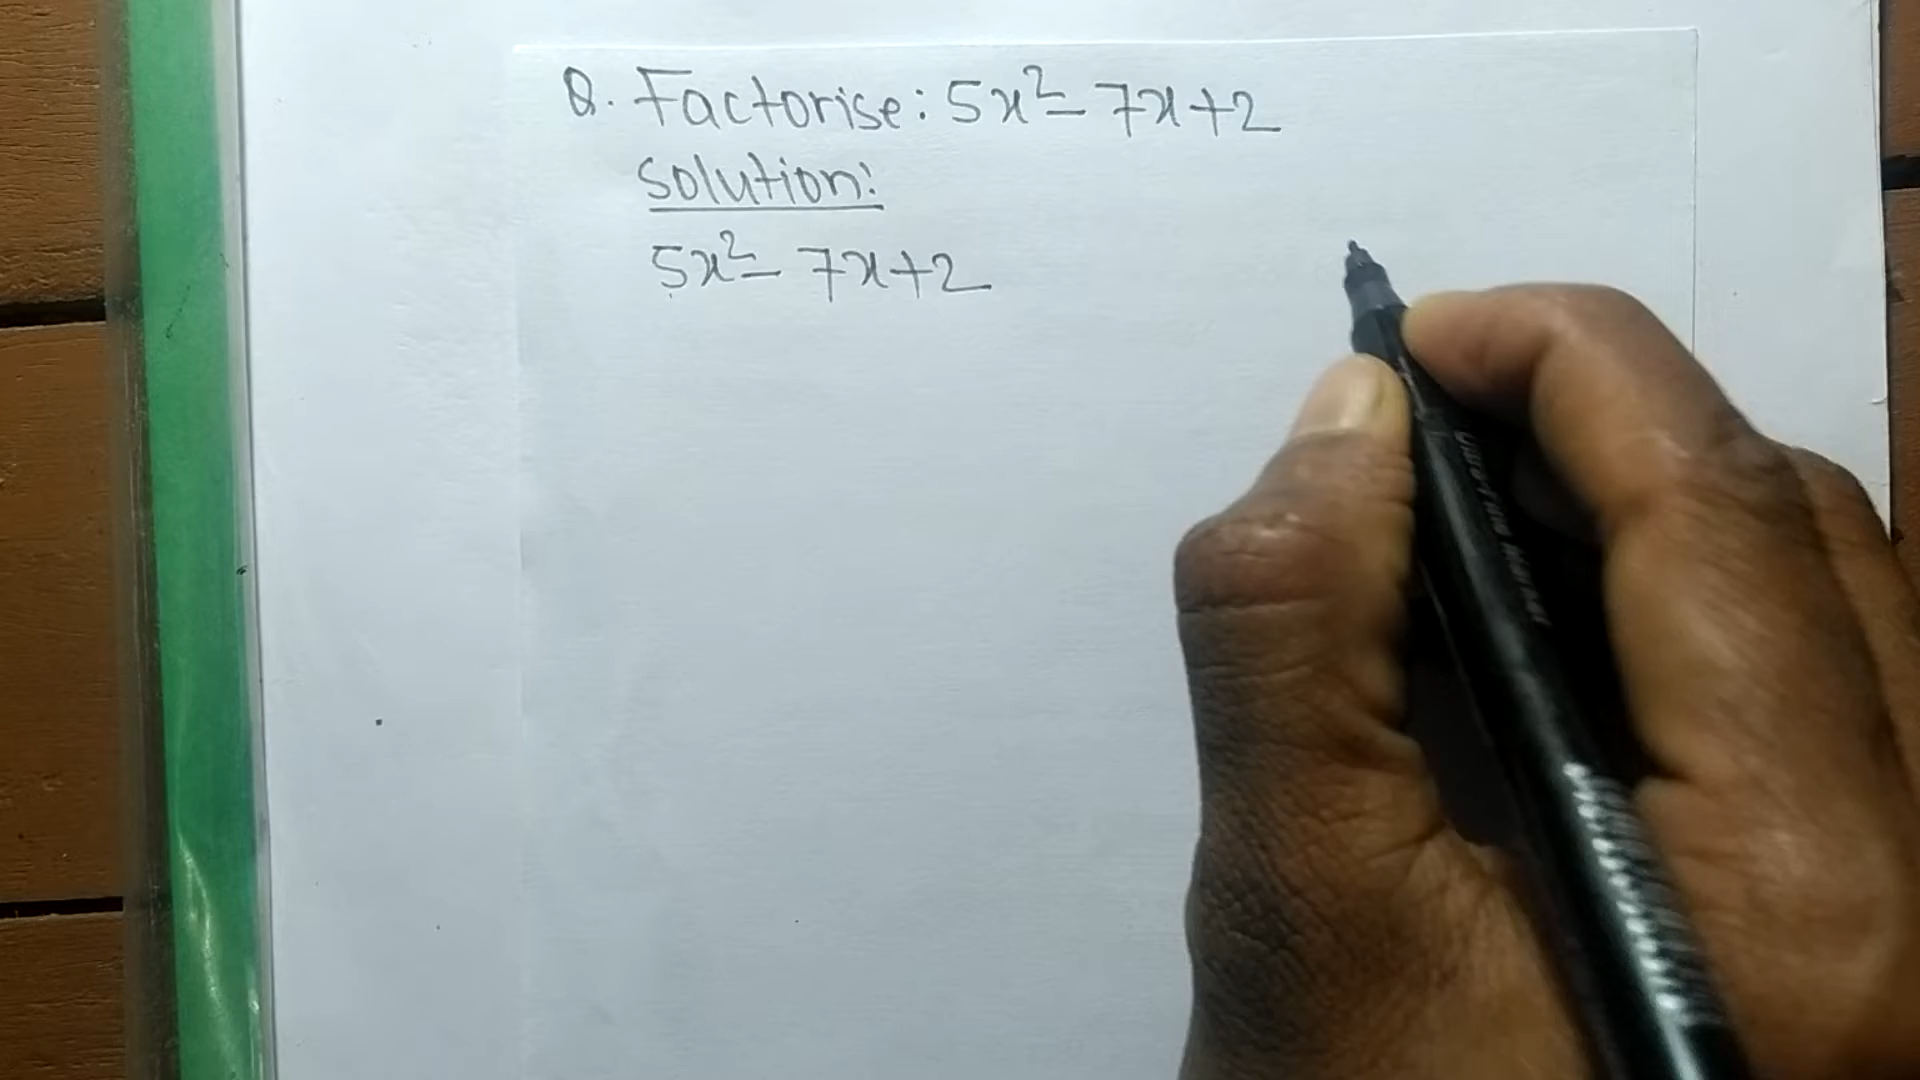 Q. Factorise: 5x² - 7x+2
Solution:
5x² - 7x+2